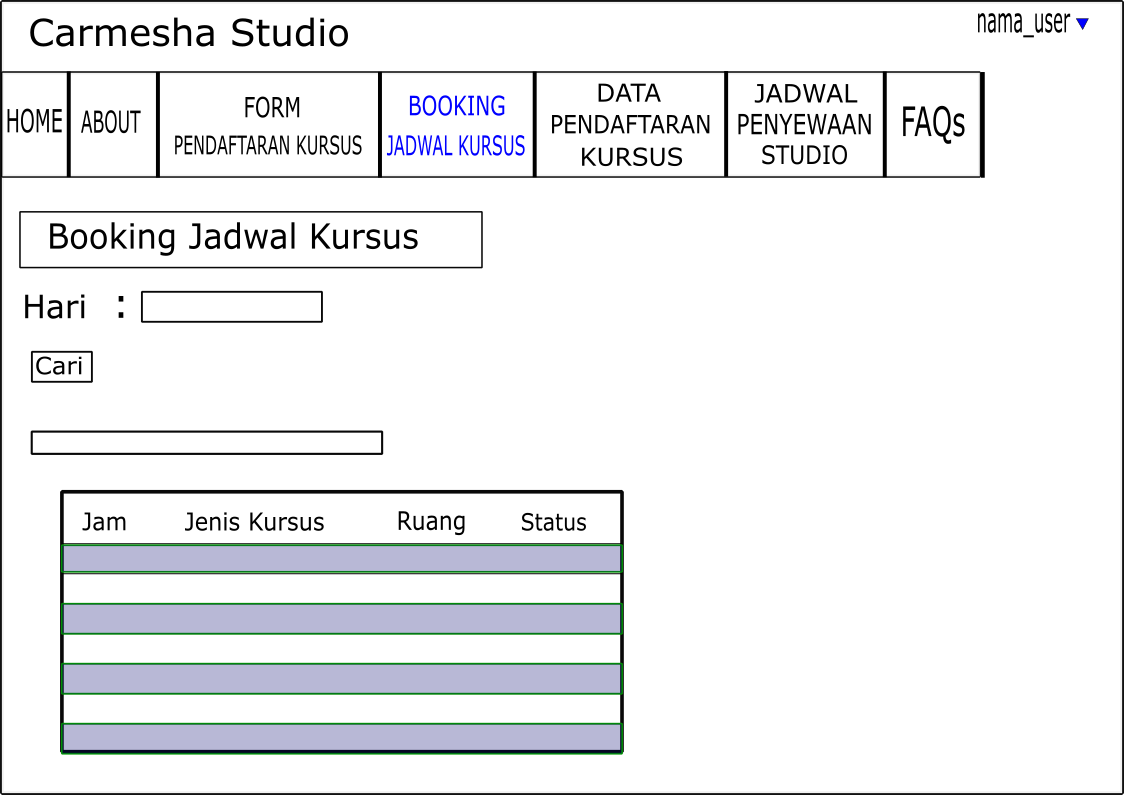 Carmesha Studio
nama_user
HOME
ABOUT
FORM
PENDAFTARAN KURSUS
BOOKING
JADWAL KURSUS
DATA
PENDAFTARAN
KURSUS
JADWAL
PENYEWAAN
STUDIO
FAQs
Booking Jadwal Kursus
Hari :
Cari
Jam Jenis Kursus Ruang Status